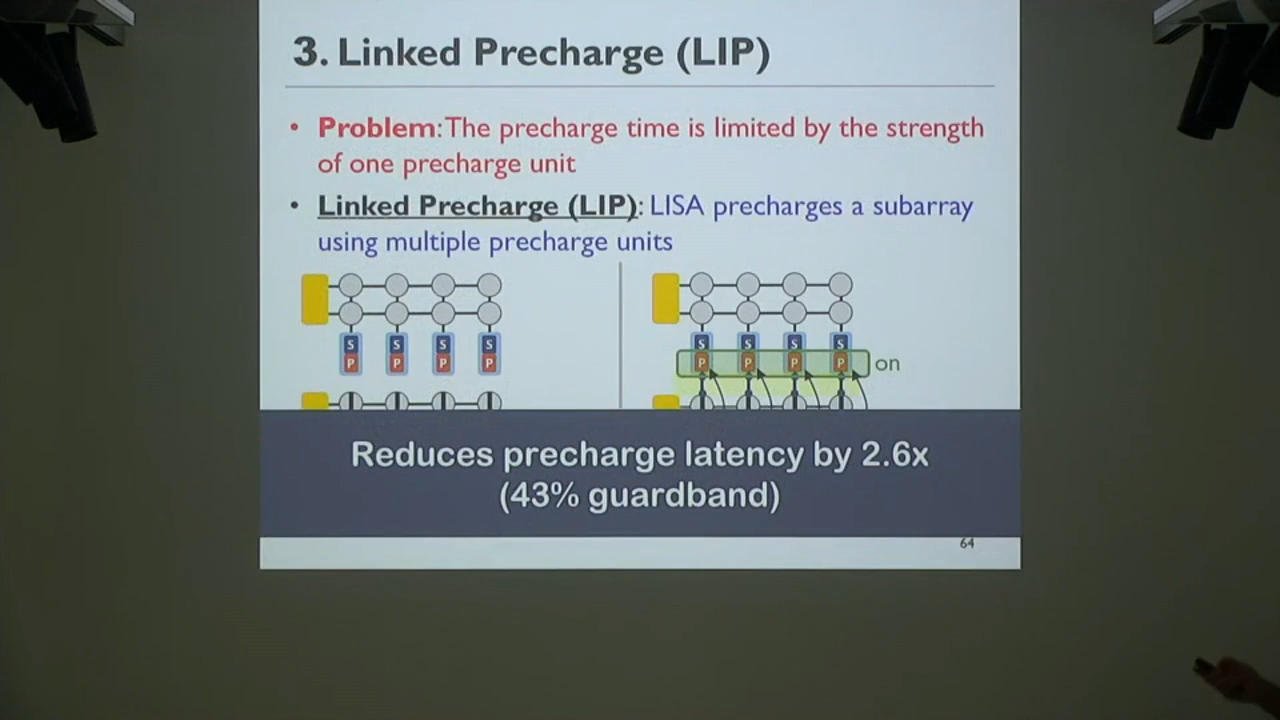 3. Linked Precharge (LIP)
• Problem: The precharge time is limited by the strength
of one precharge unit
• Linked Precharge (LIP): LISA precharges a subarray
using multiple precharge units
S S S S S S S S
P P P P P P P P on
Reduces precharge latency by 2.6x
(43% guardband)
64